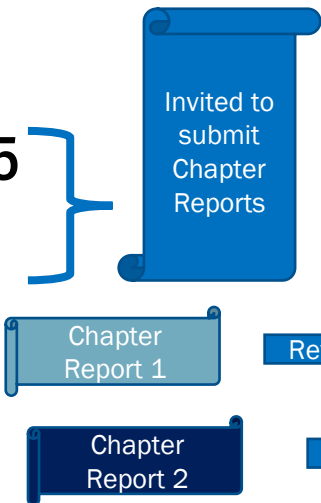 Invited to
submit
Chapter
Reports
5
Chapter
Report 1
Re
Chapter
Report 2